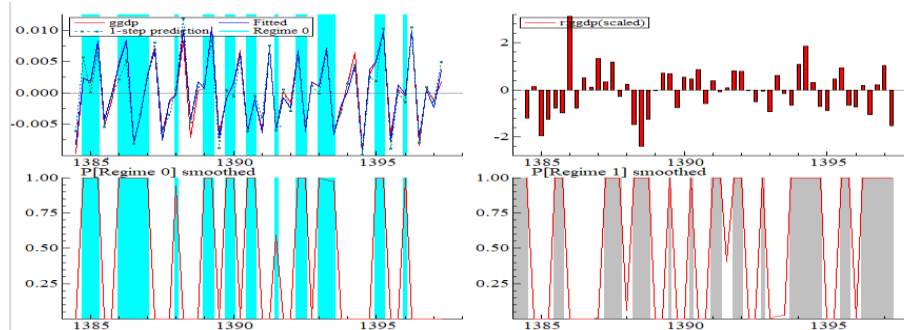 ggdp Fitted
1-step prediction Regime 0
0.010
0.005
0.000
-0.005
1385 1390 1395
r:ggdp(scaled)
2
0
-2
1385 1390 1395
P[Regime 0] smoothed
1.00
0.75
0.50
0.25
1385 1390 1395
P[Regime 1] smoothed
1.00
0.75
0.50
0.25
1385 1390 1395